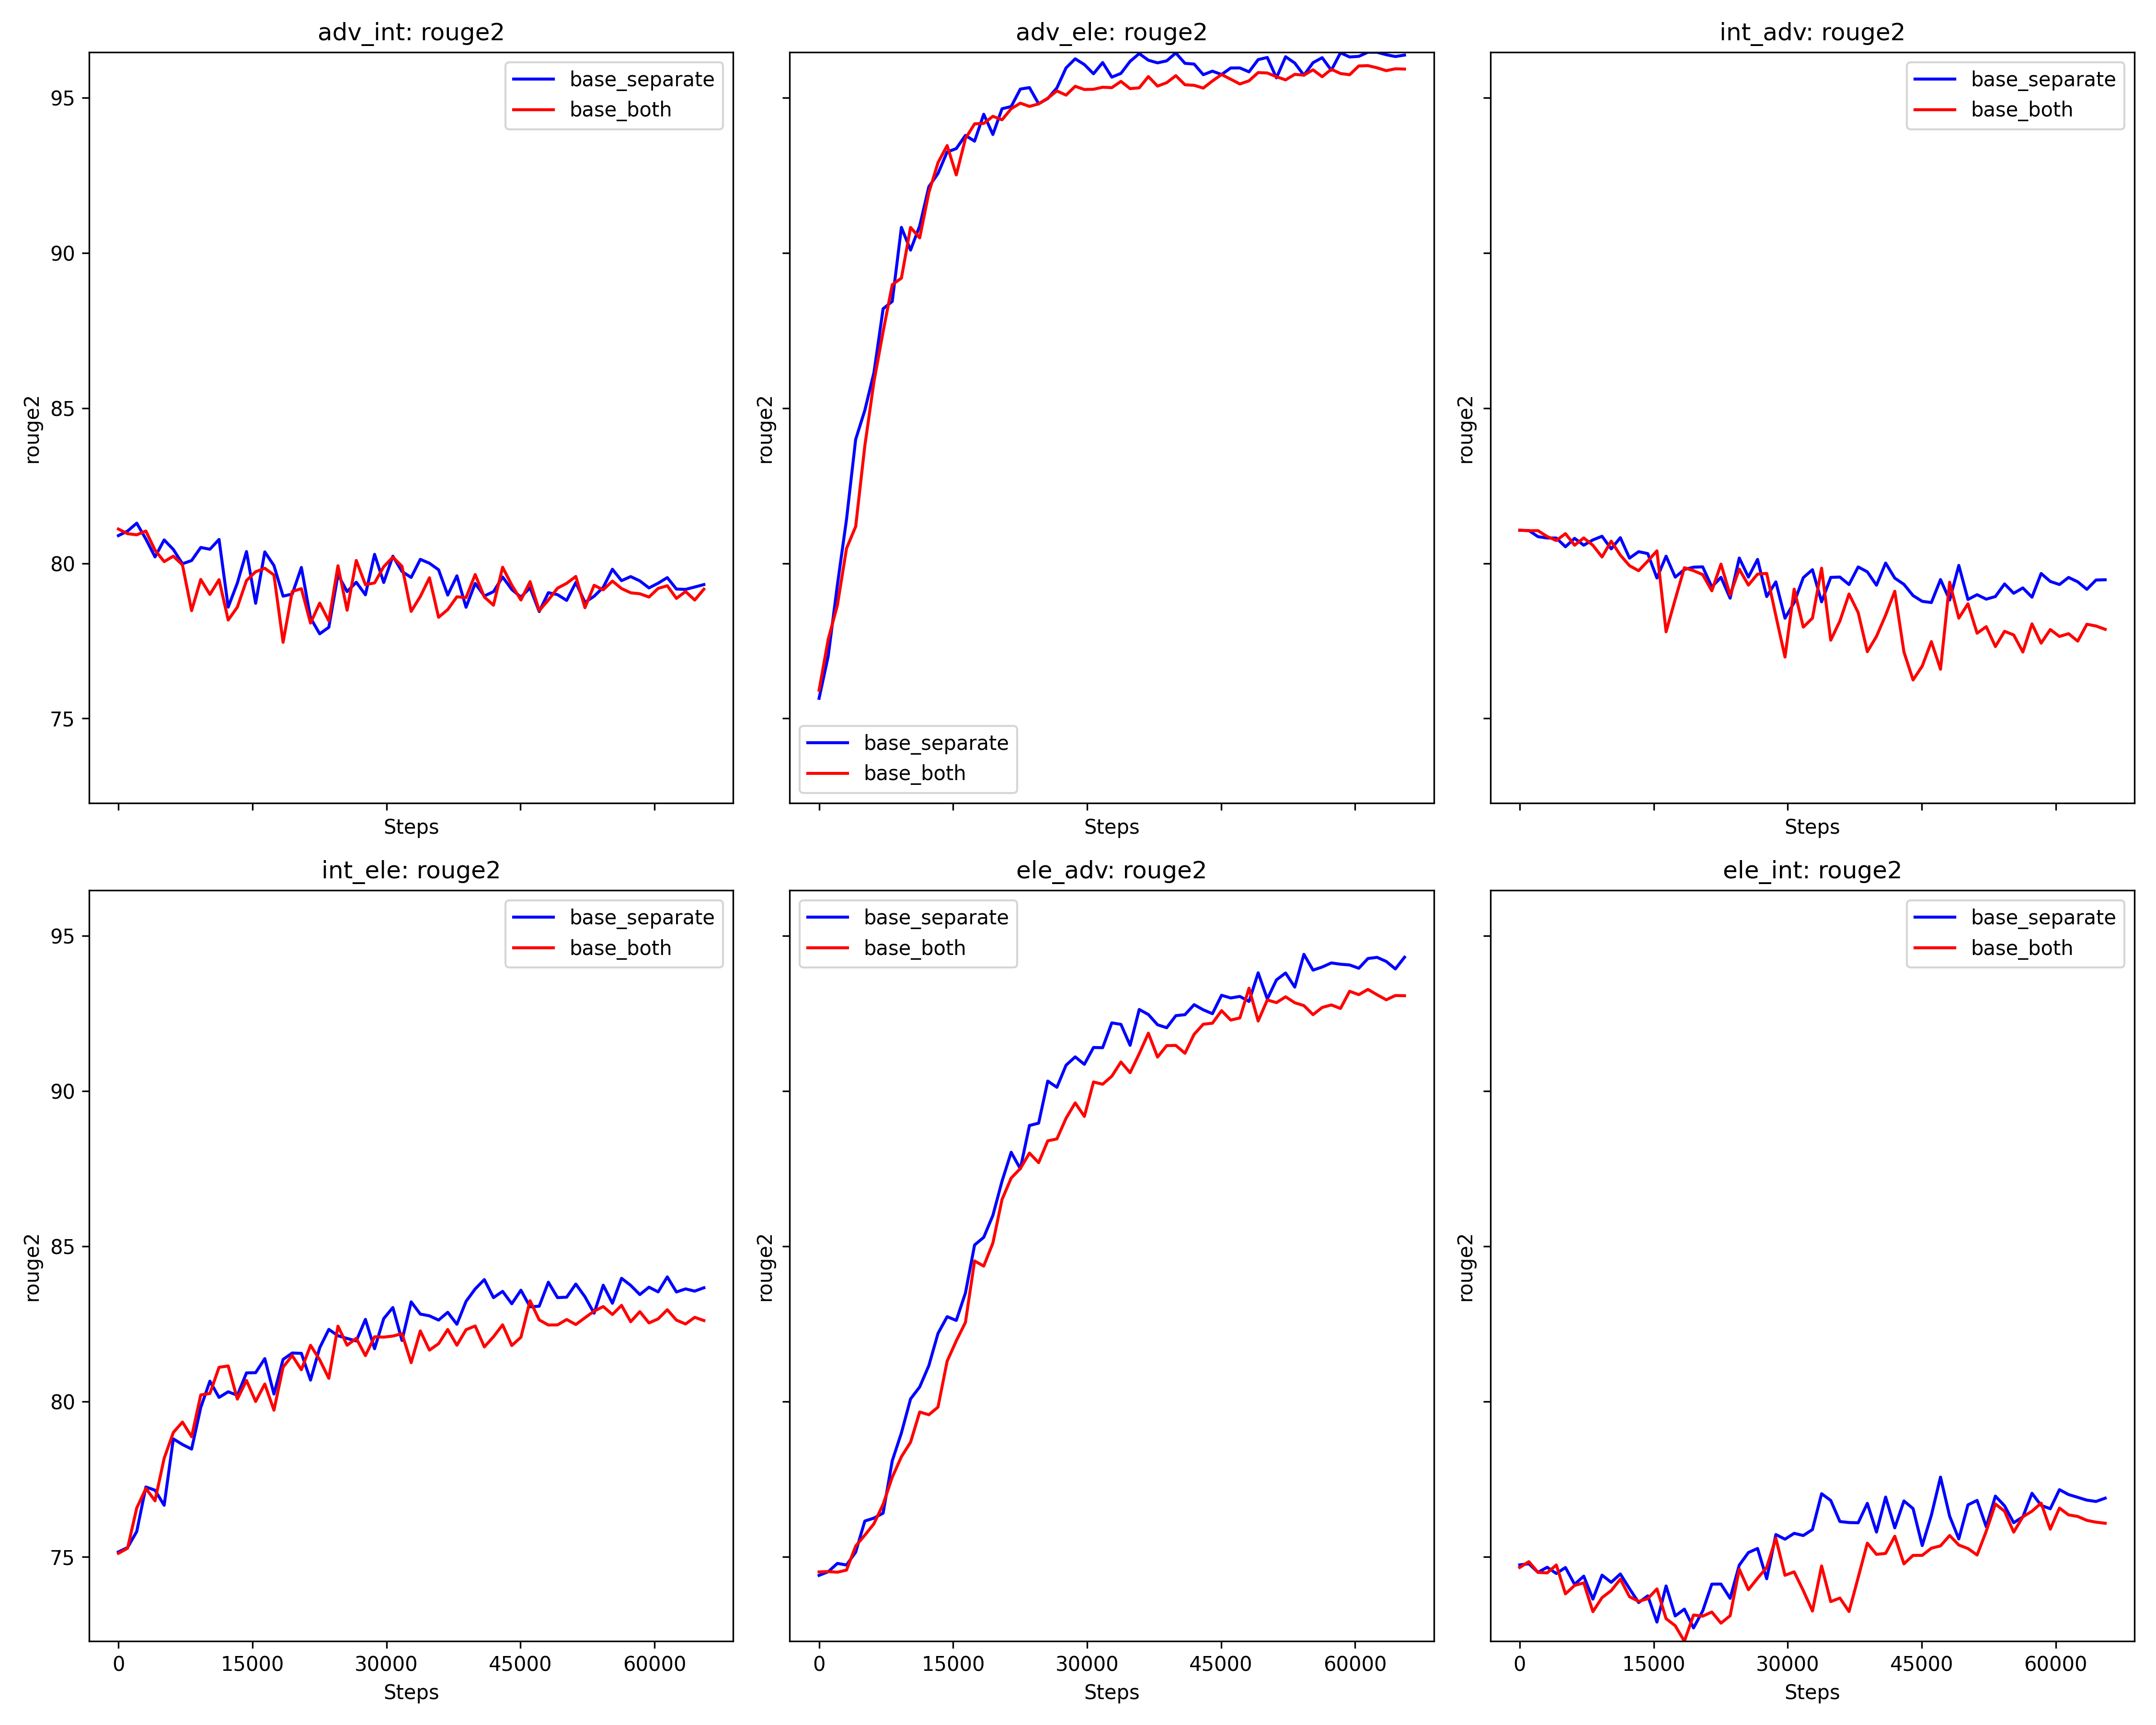 adv_int: rouge2
base_separate
base_both
95
90
85
80
75
rouge2
Steps
adv_ele: rouge2
base_separate
base_both
rouge2
Steps
int_adv: rouge2
base_separate
base_both
rouge2
Steps
int_ele: rouge2
base_separate
base_both
95
90
85
80
75
rouge2
0 15000 30000 45000 60000
Steps
ele_adv: rouge2
base_separate
base_both
rouge2
0 15000 30000 45000 60000
Steps
ele_int: rouge2
base_separate
base_both
rouge2
0 15000 30000 45000 60000
Steps